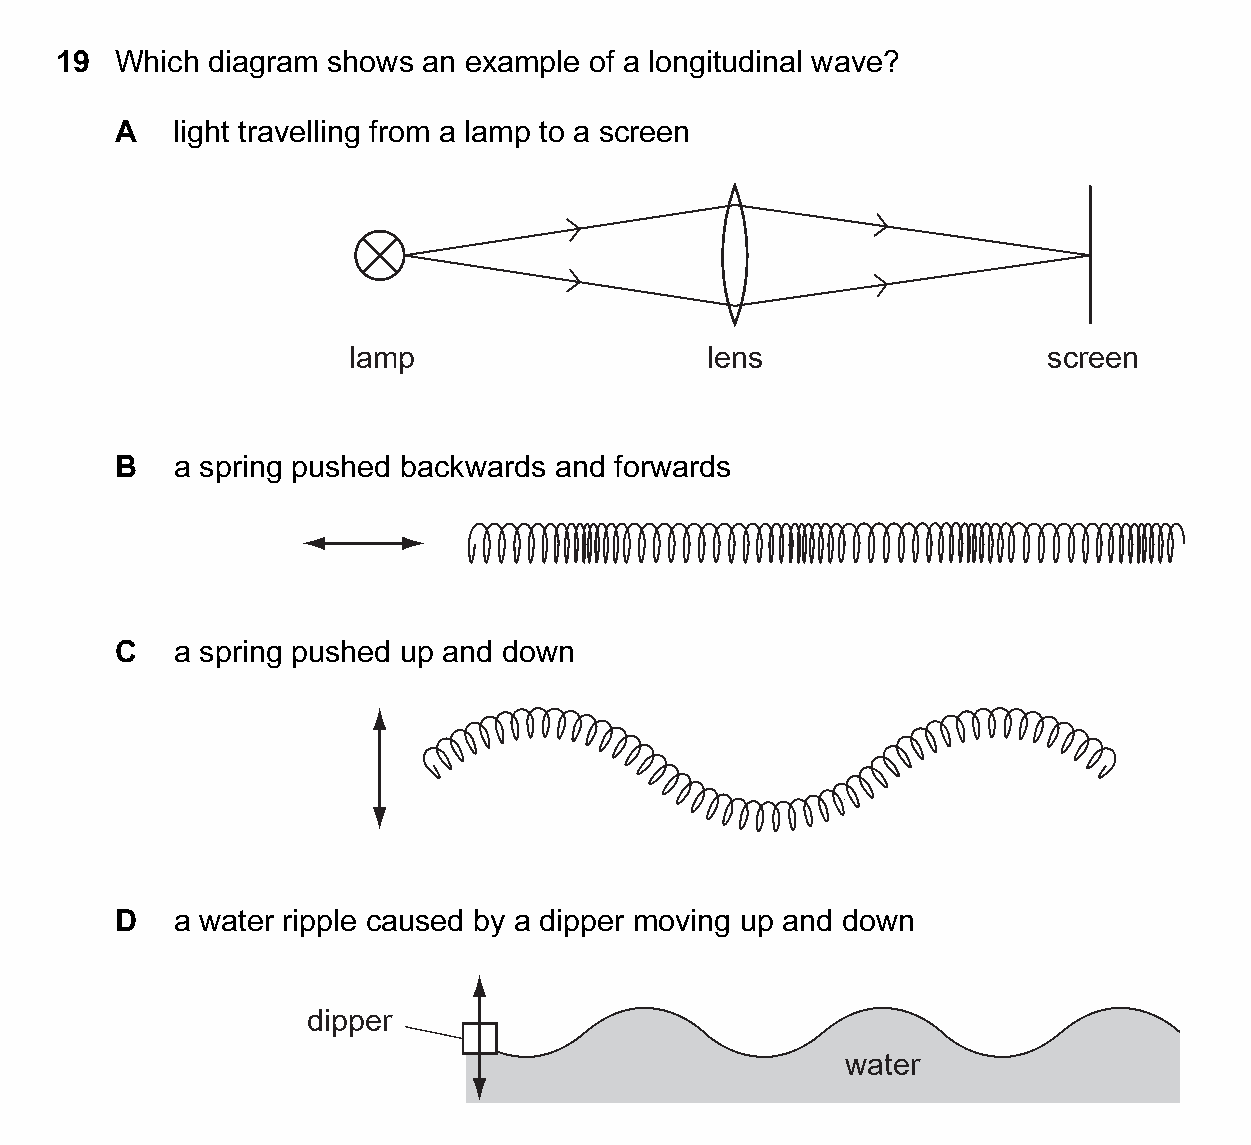 19 Which diagram shows an example of a longitudinal wave?
A light travelling from a lamp to a screen
lamp lens screen
B a spring pushed backwards and forwards
C a spring pushed up and down
D a water ripple caused by a dipper moving up and down
dipper
water